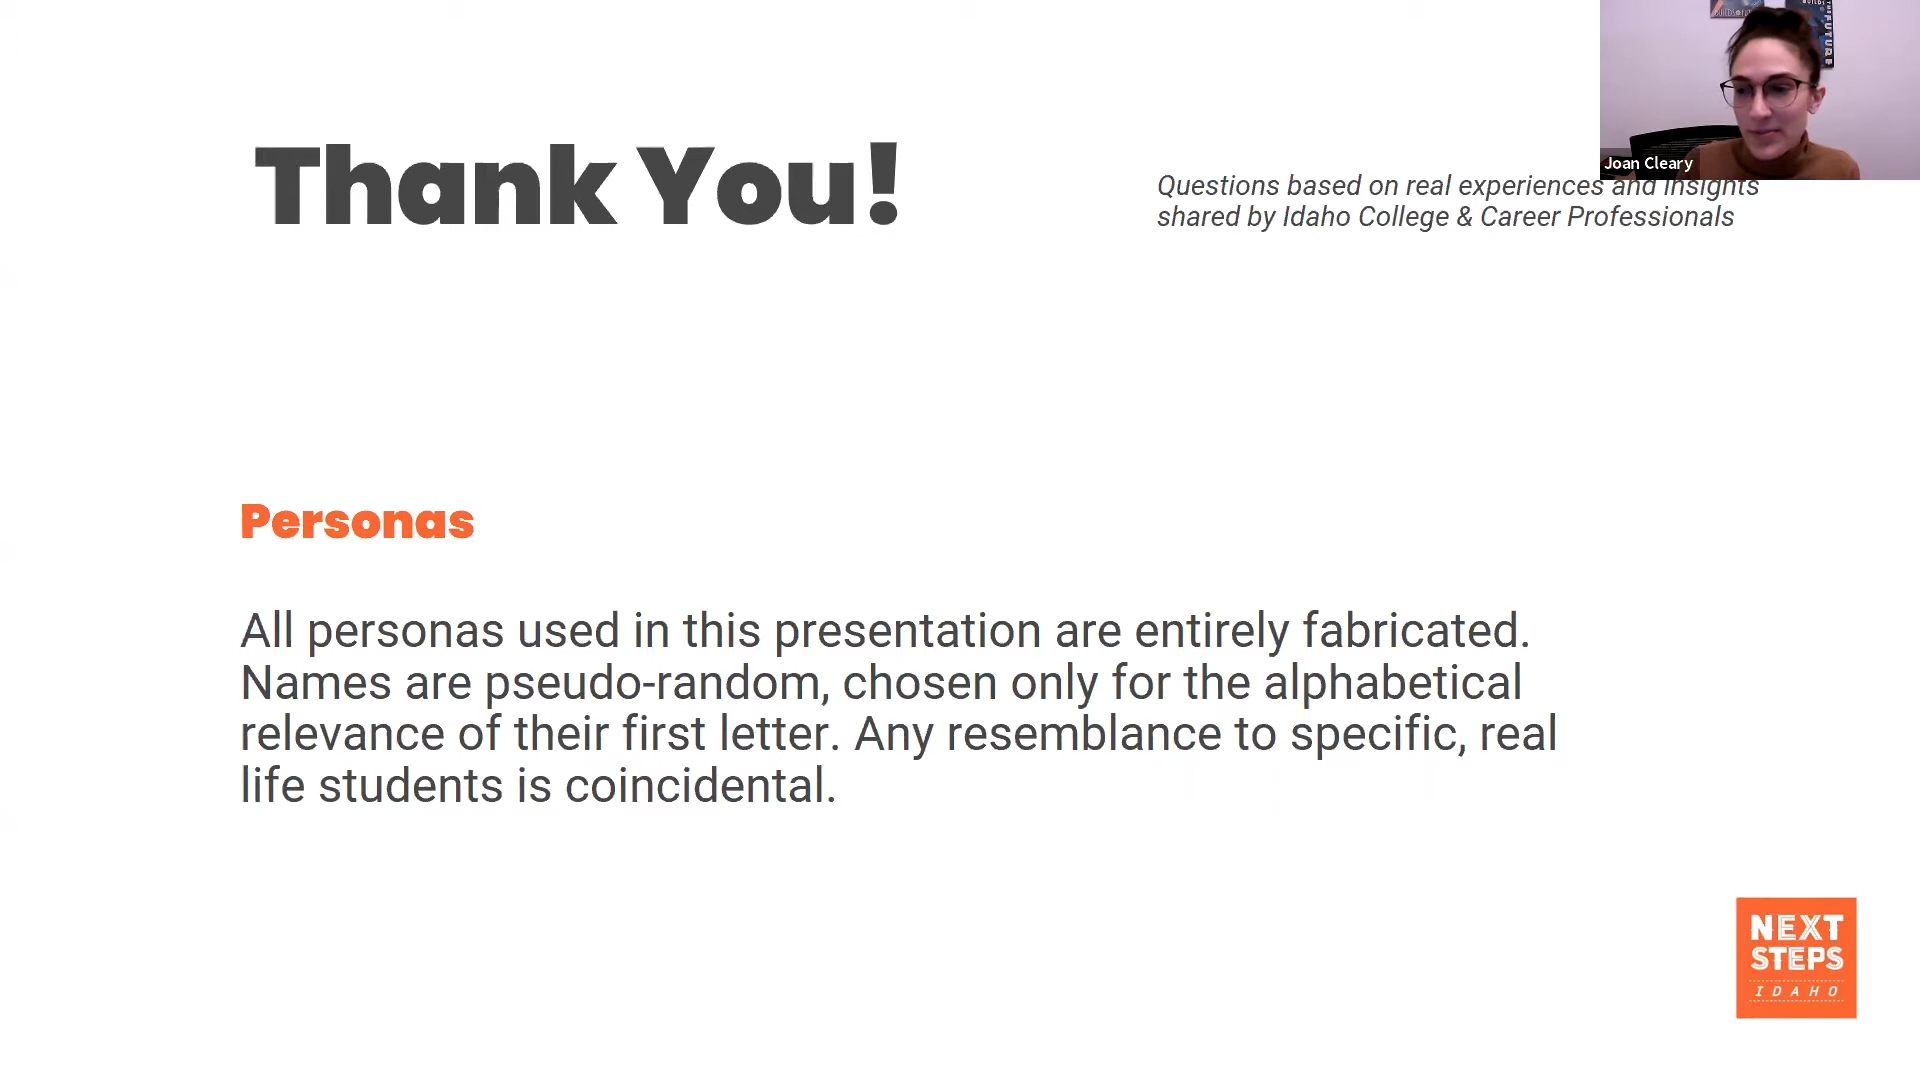 Thank You!
Questions based on real experiences and insights
shared by Idaho College & Career Professionals
Joan Cleary
FUTURE
Personas
All personas used in this presentation are entirely fabricated.
Names are pseudo-random, chosen only for the alphabetical
relevance of their first letter. Any resemblance to specific, real
life students is coincidental.
NEXT
STEPS
IDAHO